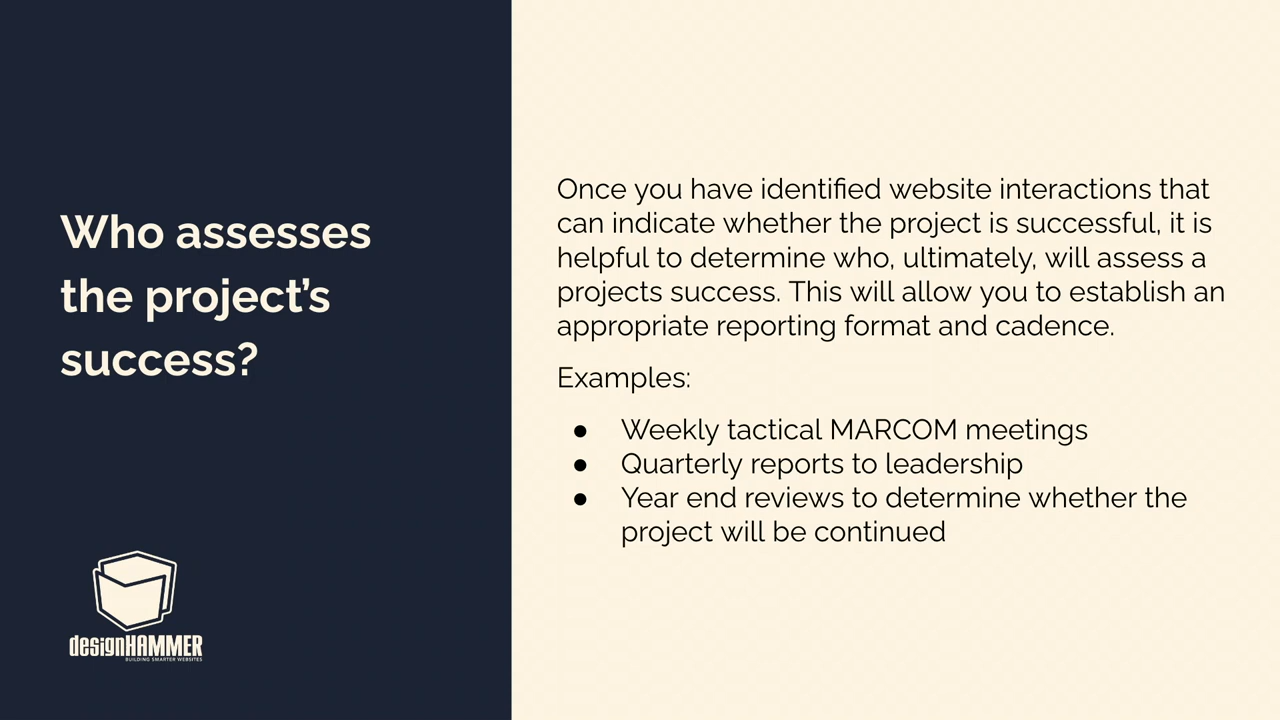 Who assesses
the project’s
success?
Once you have identified website interactions that
can indicate whether the project is successful, it is
helpful to determine who, ultimately, will assess a
projects success. This will allow you to establish an
appropriate reporting format and cadence.
Examples:
● Weekly tactical MARCOM meetings
● Quarterly reports to leadership
● Year end reviews to determine whether the
project will be continued
designHAMMER
BUILDING SMARTER WEBSITES